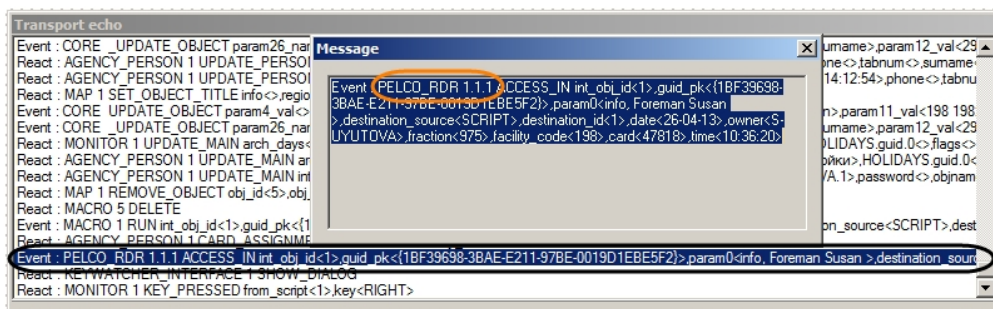 Transport echo
Event : CORE _UPDATE_OBJECT param26_nar
urname>,param12_val<29
React : AGENCY_PERSON 1 UPDATE_PERSOI
one<>,tabnum<>,surname<
React : AGENCY_PERSON 1 UPDATE_PERSOI
14:12:54>,phone<>,tabnu
React : MAP 1 SET_OBJECT_TITLE info<>,regio
Event : CORE UPDATE_OBJECT param4_val<>
n>,param11_val<198 198
Event : CORE _UPDATE_OBJECT param26_nar
urname>,param12_val<29
React : MONITOR 1 UPDATE_MAIN arch_days<
OLIDAYS.guid.0<>,flags<>
React : AGENCY_PERSON 1 UPDATE_MAIN ar
ойки>,HOLIDAYS.guid.0<
React : AGENCY_PERSON 1 UPDATE_MAIN int
/A.1>,password<>,objnam
React : MAP 1 REMOVE_OBJECT obj_id<5>,obj
React : MACRO 5 DELETE
Event : MACRO 1 RUN int_obj_id<1>,guid_pk<{1
on_source<SCRIPT>,dest
React : AGENCY_PERSON 1 CARD_ASSIGNME
Event : PELCO_RDR 1.1.1 ACCESS_IN int_obj_id<1>,guid_pk<{1BF39698-3BAE-E211-97BE-0019D1EBE5F2}>,param0<info, Foreman Susan >,destination_sourc
React : KEYWATCHER_INTERFACE 1 SHOW_DIALOG
React : MONITOR 1 KEY_PRESSED from_script<1>,key<RIGHT>
Message
Event : PELCO_RDR 1.1.1 ACCESS_IN int_obj_id<1>,guid_pk<{1BF39698-
3BAE-E211-97BE-0019D1EBE5F2}>,param0<info, Foreman Susan
>,destination_source<SCRIPT>,destination_id<1>,date<26-04-13>,owner<S-
UYUTOVA>,fraction<975>,facility_code<198>,card<47818>,time<10:36:20>